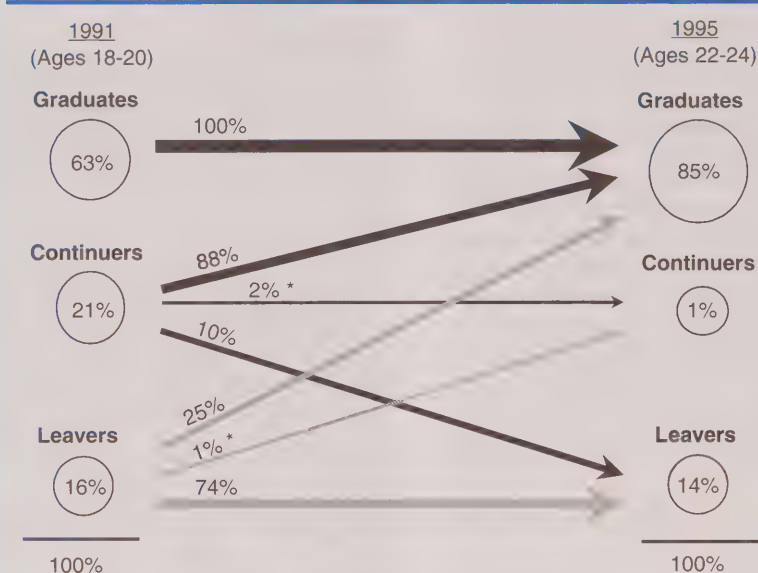 1991
(Ages 18-20)
1995
(Ages 22-24)
Graduates
Graduates
100%
63%
85%
Continuers
88%
Continuers
2% *
21%
1%
10%
25%
Leavers
1% *
Leavers
16%
74%
14%
100%
100%